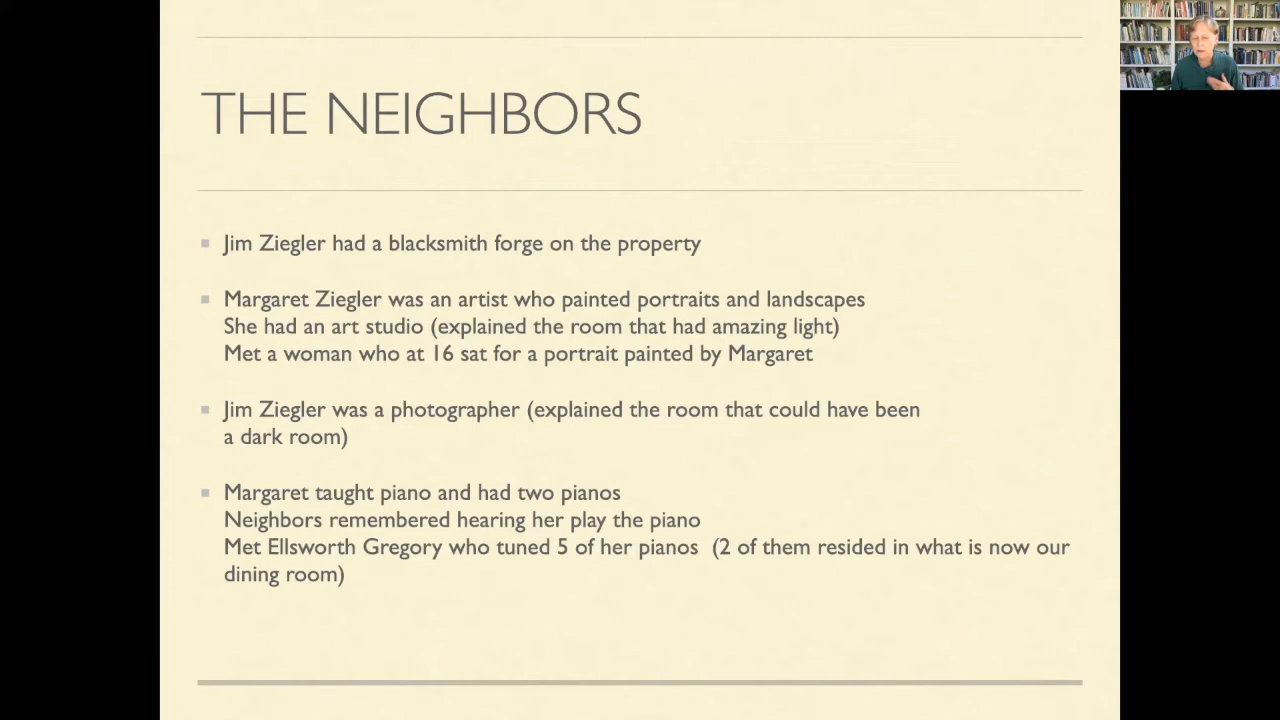 THE NEIGHBORS
Jim Ziegler had a blacksmith forge on the property
Margaret Ziegler was an artist who painted portraits and landscapes
She had an art studio (explained the room that had amazing light)
Met a woman who at 16 sat for a portrait painted by Margaret
Jim Ziegler was a photographer (explained the room that could have been
a dark room)
Margaret taught piano and had two pianos
Neighbors remembered hearing her play the piano
Met Ellsworth Gregory who tuned 5 of her pianos  (2 of them resided in what is now our
dining room)